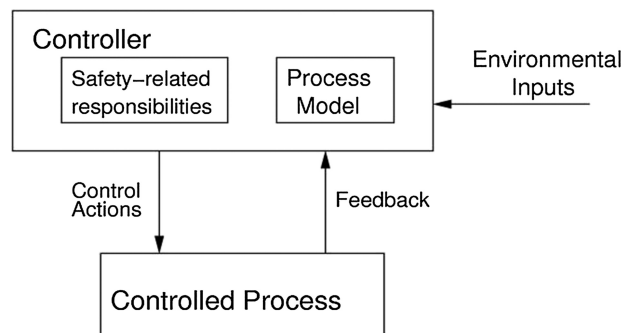 Controller
Safety−related
responsibilities
Process
Model
Environmental
Inputs
Control
Actions
Feedback
Controlled Process